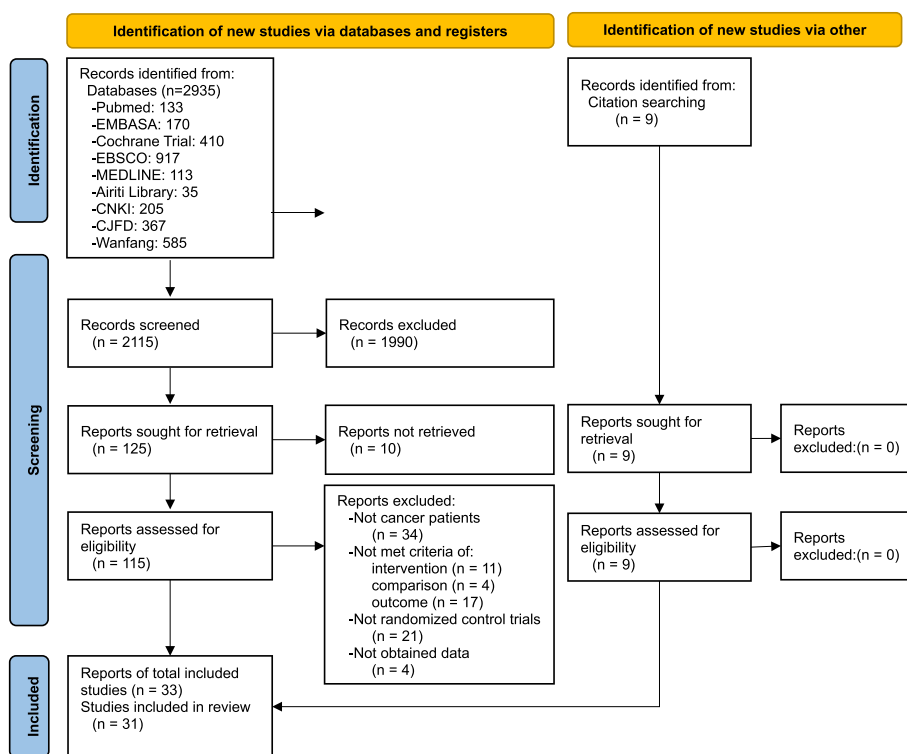 Identification of new studies via databases and registers
Identification of new studies via other
Identification
Records identified from:
Databases (n=2935)
-Pubmed: 133
-EMBASA: 170
-Cochrane Trial: 410
-EBSCO: 917
-MEDLINE: 113
-Airiti Library: 35
-CNKI: 205
-CJFD: 367
-Wanfang: 585
Records identified from:
Citation searching
(n = 9)
Screening
Records screened
(n = 2115)
Records excluded
(n = 1990)
Reports sought for retrieval
(n = 125)
Reports not retrieved
(n = 10)
Reports sought for
retrieval
(n = 9)
Reports
excluded:(n = 0)
Reports assessed for
eligibility
(n = 115)
Reports excluded:
-Not cancer patients
(n = 34)
-Not met criteria of:
intervention (n = 11)
comparison (n = 4)
outcome (n = 17)
-Not randomized control trials
(n = 21)
-Not obtained data
(n = 4)
Reports assessed for
eligibility
(n = 9)
Reports
excluded:(n = 0)
Included
Reports of total included
studies (n = 33)
Studies included in review
(n = 31)